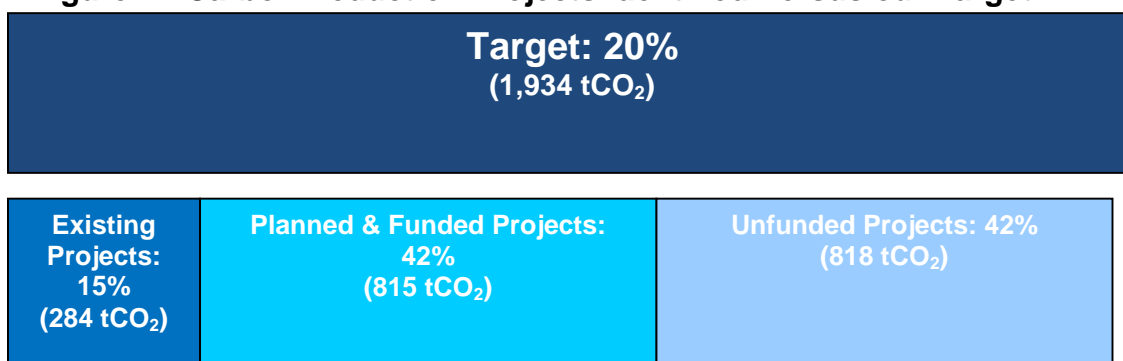 Target: 20%
(1,934 tCO₂)
Existing
Projects:
15%
(284 tCO₂)
Planned & Funded Projects:
42%
(815 tCO₂)
Unfunded Projects: 42%
(818 tCO₂)